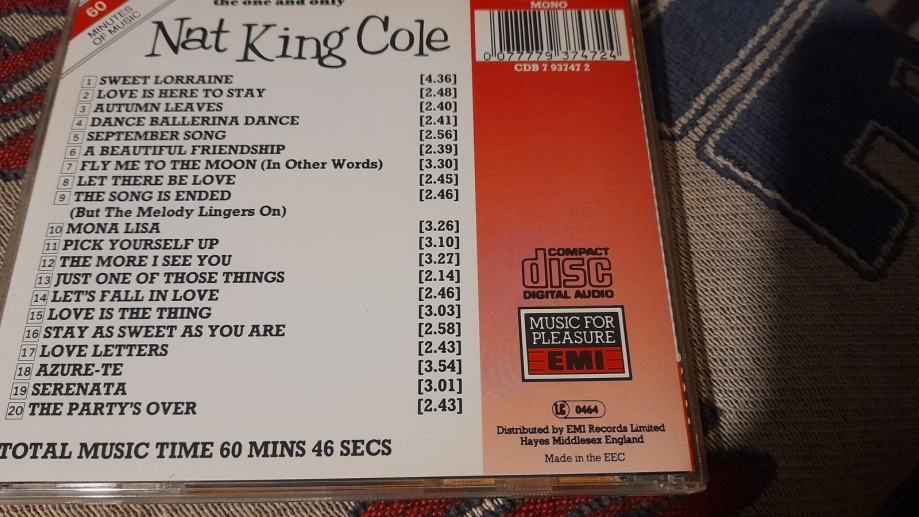 60
MINUTES
OF MUSIC
the one and only
Nat King Cole
1 SWEET LORRAINE [4.36]
2 LOVE IS HERE TO STAY [2.48]
3 AUTUMN LEAVES [2.40]
4 DANCE BALLERINA DANCE [2.41]
5 SEPTEMBER SONG [2.56]
6 A BEAUTIFUL FRIENDSHIP [2.39]
7 FLY ME TO THE MOON (In Other Words) [3.30]
8 LET THERE BE LOVE [2.45]
9 THE SONG IS ENDED [2.46]
(But The Melody Lingers On)
10 MONA LISA [3.26]
11 PICK YOURSELF UP [3.10]
12 THE MORE I SEE YOU [3.27]
13 JUST ONE OF THOSE THINGS [2.14]
14 LET'S FALL IN LOVE [2.46]
15 LOVE IS THE THING [3.03]
16 STAY AS SWEET AS YOU ARE [2.58]
17 LOVE LETTERS [2.43]
18 AZURE-TE [3.54]
19 SERENATA [3.01]
20 THE PARTY'S OVER [2.43]
TOTAL MUSIC TIME 60 MINS 46 SECS
MONO
0 077779 374724
CDB 7 93747 2
COMPACT
disc
DIGITAL AUDIO
MUSIC FOR
PLEASURE
EMI
LC 0464
Distributed by EMI Records Limited
Hayes Middlesex England
Made in the EEC